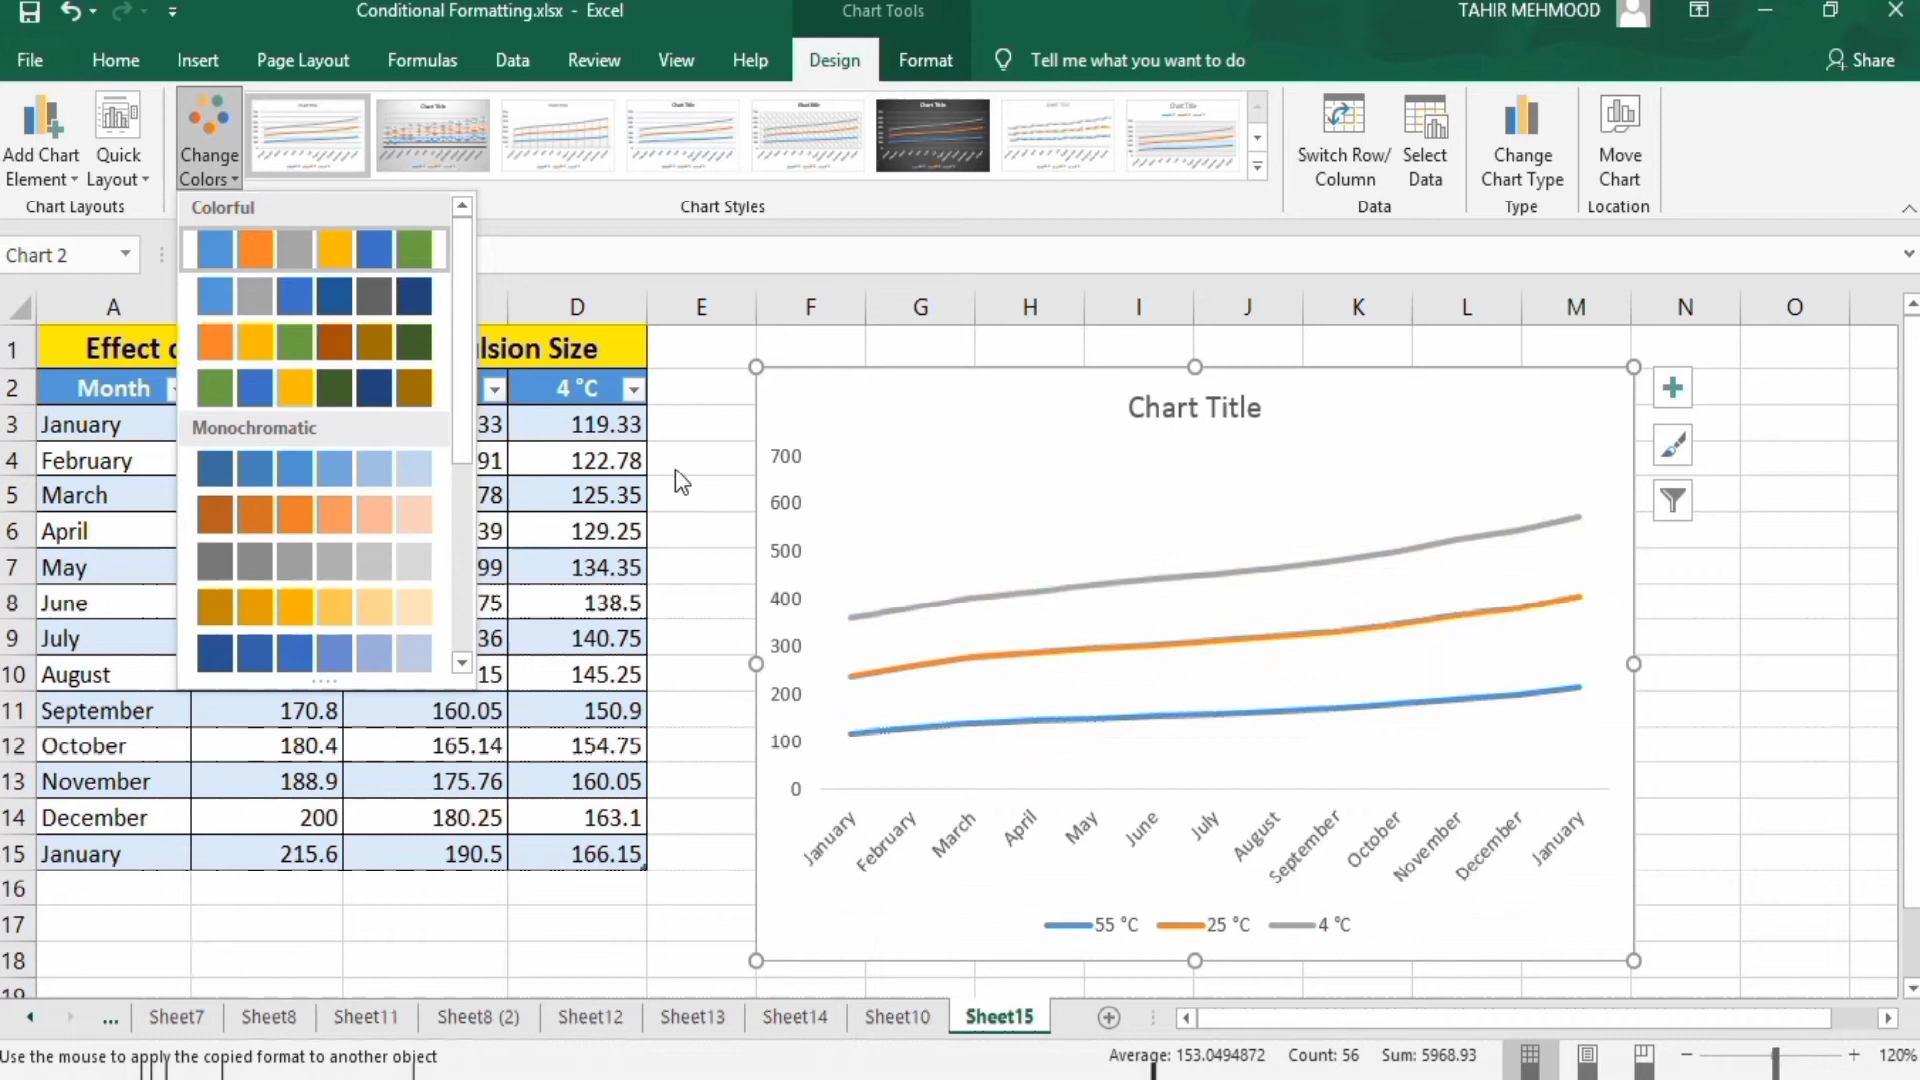 Conditional Formatting.xlsx - Excel
Chart Tools
TAHIR MEHMOOD
File Home Insert Page Layout Formulas Data Review View Help Design Format Tell me what you want to do Share
Add Chart Element
Quick Layout
Change Colors
Switch Row/ Column
Select Data
Change Chart Type
Move Chart
Chart Layouts
Chart Styles
Data
Type
Location
Colorful
Monochromatic
Chart 2
A D E F G H I J K L M N O
1 Effect lsion Size
2 Month 4 °C
3 January 33 119.33
4 February 91 122.78
5 March 78 125.35
6 April 39 129.25
7 May 99 134.35
8 June 75 138.5
9 July 36 140.75
10 August 15 145.25
11 September 170.8 160.05 150.9
12 October 180.4 165.14 154.75
13 November 188.9 175.76 160.05
14 December 200 180.25 163.1
15 January 215.6 190.5 166.15
16
17
18
19
Chart Title
700
600
500
400
300
200
100
0
January February March April May June July August September October November December January
55 °C 25 °C 4 °C
... Sheet7 Sheet8 Sheet11 Sheet8 (2) Sheet12 Sheet13 Sheet14 Sheet10 Sheet15
Use the mouse to apply the copied format to another object
Average: 153.0494872 Count: 56 Sum: 5968.93
120%